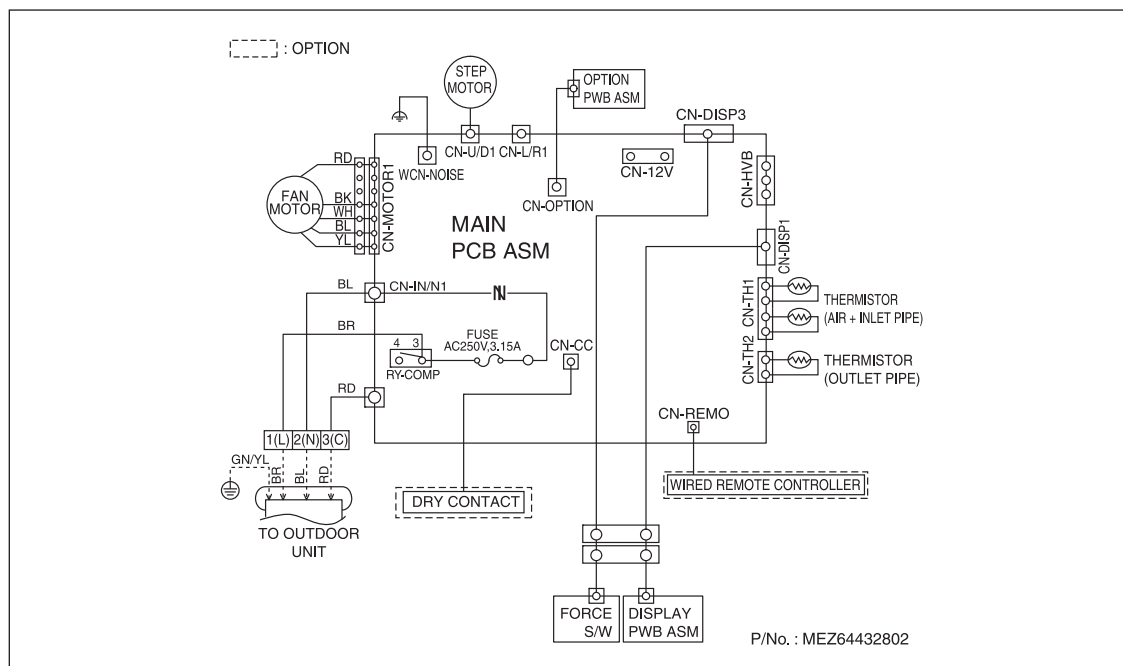 : OPTION
STEP
MOTOR
OPTION
PWB ASM
CN-DISP3
CN-U/D1
CN-L/R1
WCN-NOISE
CN-12V
CN-HVB
CN-OPTION
RD
FAN
MOTOR
BK
WH
BL
YL
CN-MOTOR1
MAIN
PCB ASM
CN-DISP1
BL
CN-IN/N1
CN-TH1
THERMISTOR
(AIR + INLET PIPE)
BR
4 3
RY-COMP
FUSE
AC250V,3.15A
CN-CC
CN-TH2
THERMISTOR
(OUTLET PIPE)
RD
CN-REMO
1(L) 2(N) 3(C)
GN/YL
BR
BL
RD
TO OUTDOOR
UNIT
DRY CONTACT
WIRED REMOTE CONTROLLER
FORCE
S/W
DISPLAY
PWB ASM
P/No. : MEZ64432802